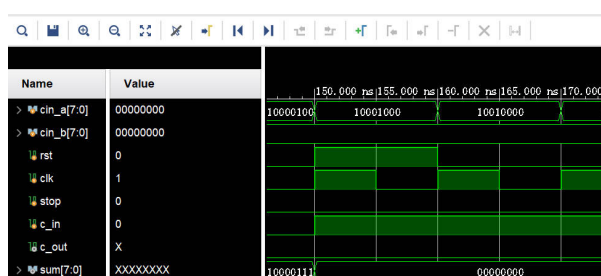 Name Value
150.000 ns 155.000 ns 160.000 ns 165.000 ns 170.000
cin_a[7:0] 00000000 10000100 10001000 10010000
cin_b[7:0] 00000000
rst 0
clk 1
stop 0
c_in 0
c_out X
sum[7:0] XXXXXXXX 10000111 00000000